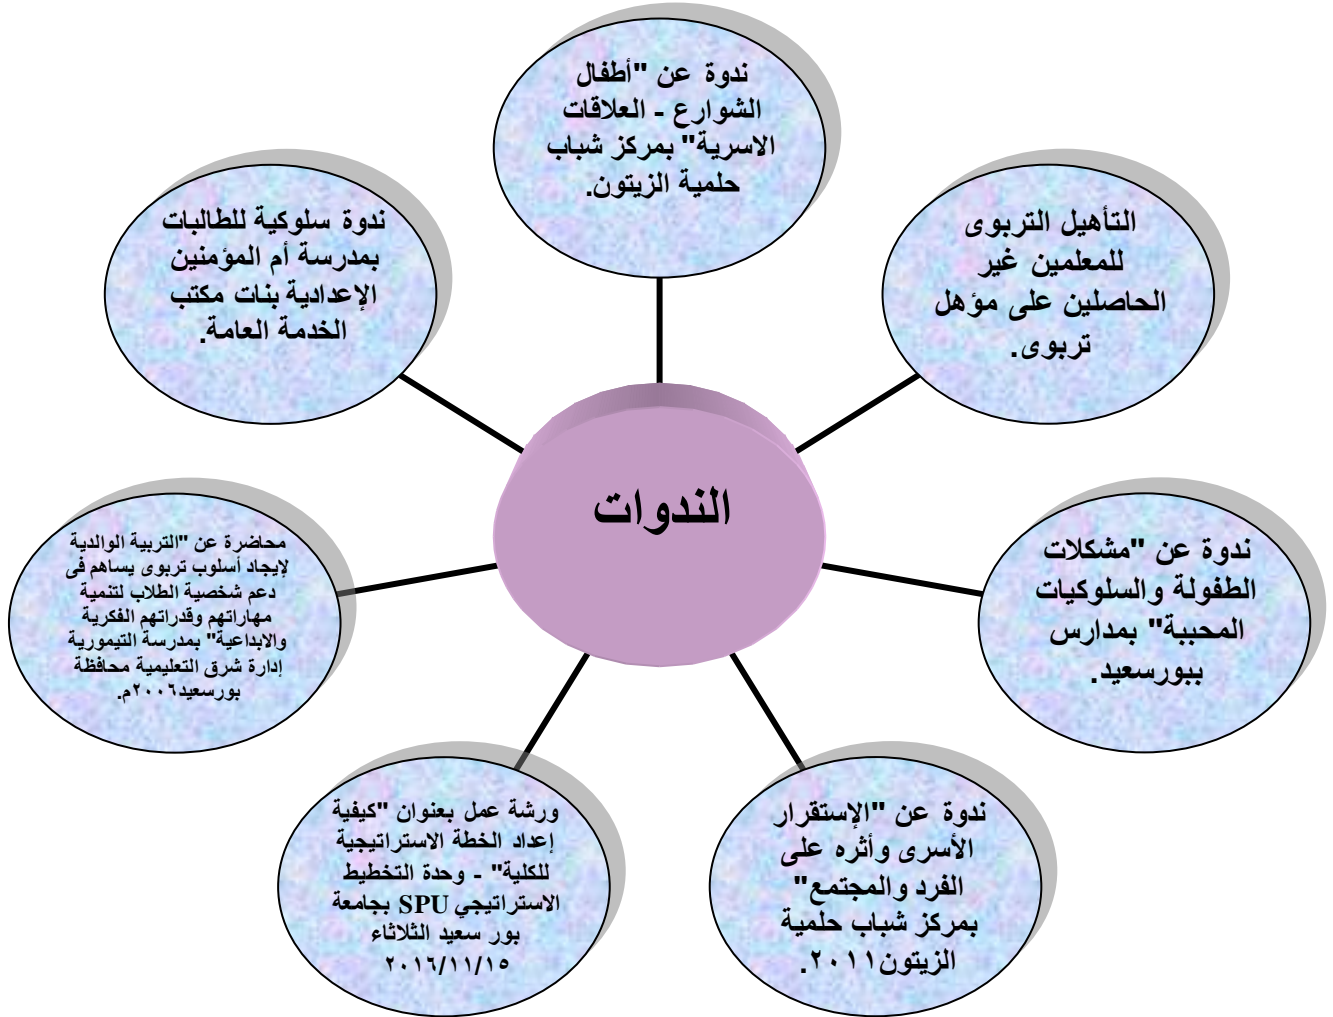 ندوة عن "أطفال
الشوارع - العلاقات
الاسرية" بمركز شباب
حلمية الزيتون.
التأهيل التربوى
للمعلمين غير
الحاصلين على مؤهل
تربوى.
ندوة عن "مشكلات
الطفولة والسلوكيات
المحببة" بمدارس
ببورسعيد.
ندوة عن "الإستقرار
الأسرى وأثره على
الفرد والمجتمع"
بمركز شباب حلمية
الزيتون٢٠١١.
ورشة عمل بعنوان "كيفية
إعداد الخطة الاستراتيجية
للكلية" - وحدة التخطيط
الاستراتيجي SPU بجامعة
بور سعيد الثلاثاء
٢٠١٦/١١/١٥
محاضرة عن "التربية الوالدية
لإيجاد أسلوب تربوى يساهم فى
دعم شخصية الطلاب لتنمية
مهاراتهم وقدراتهم الفكرية
والابداعية" بمدرسة التيمورية
إدارة شرق التعليمية محافظة
بورسعيد٢٠٠٦م.
ندوة سلوكية للطالبات
بمدرسة أم المؤمنين
الإعدادية بنات مكتب
الخدمة العامة.
الندوات